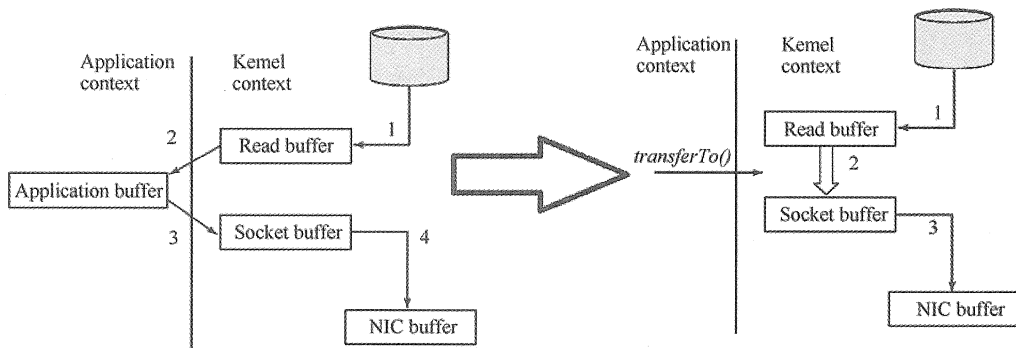 Application
context
Kemel
context
1
2
Read buffer
Application buffer
3
Socket buffer
4
NIC buffer
Application
context
Kemel
context
1
Read buffer
transferTo()
2
Socket buffer
3
NIC buffer